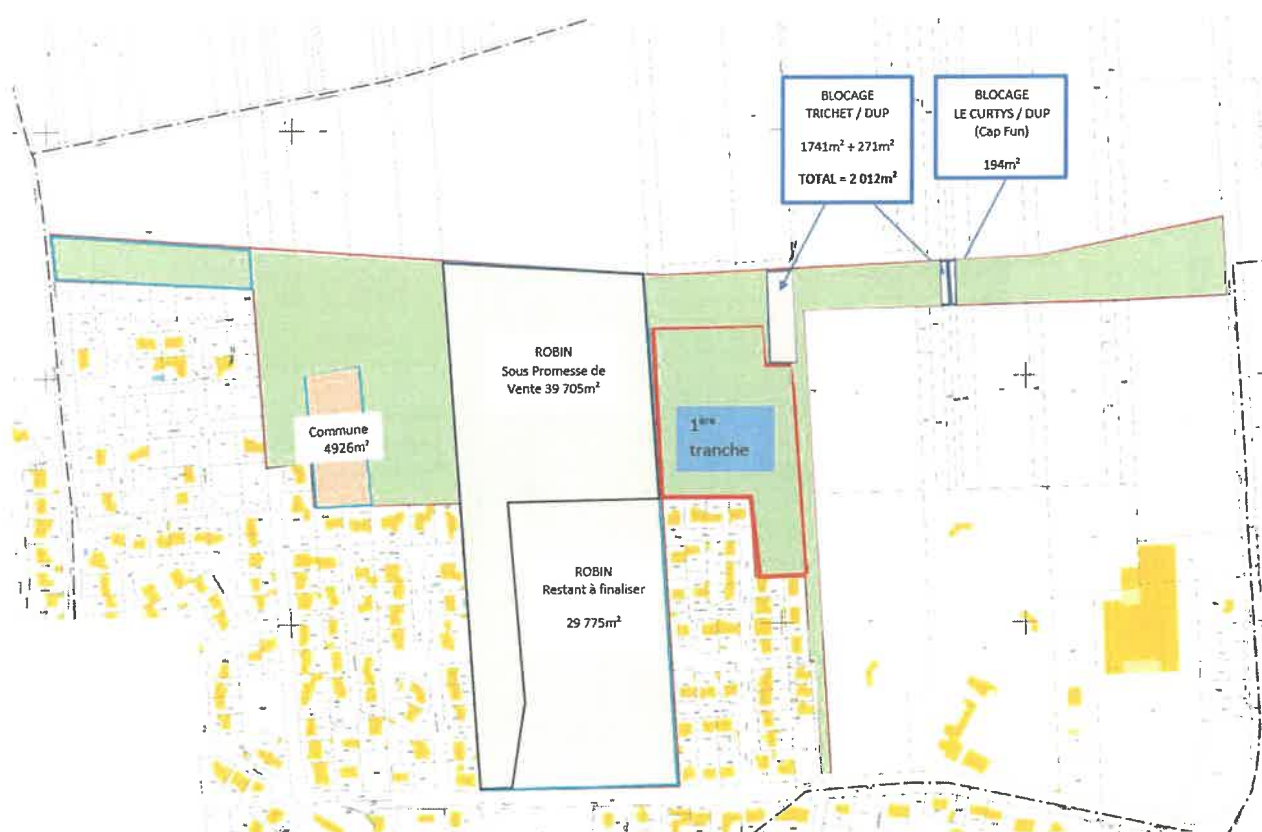 BLOCAGE
TRICHET / DUP
1741m² + 271m²
TOTAL = 2 012m²
BLOCAGE
LE CURTYS / DUP
(Cap Fun)
194m²
ROBIN
Sous Promesse de
Vente 39 705m²
Commune
4926m²
1ère
tranche
ROBIN
Restant à finaliser
29 775m²